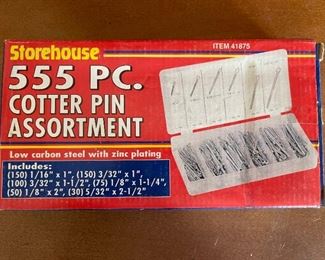 Storehouse
ITEM 41875
555 PC.
COTTER PIN
ASSORTMENT
Low carbon steel with zinc plating
Includes:
(150) 1/16" x 1", (150) 3/32" x 1",
(100) 3/32" x 1-1/2", (75) 1/8" x 1-1/4",
(50) 1/8" x 2", (30) 5/32" x 2-1/2"